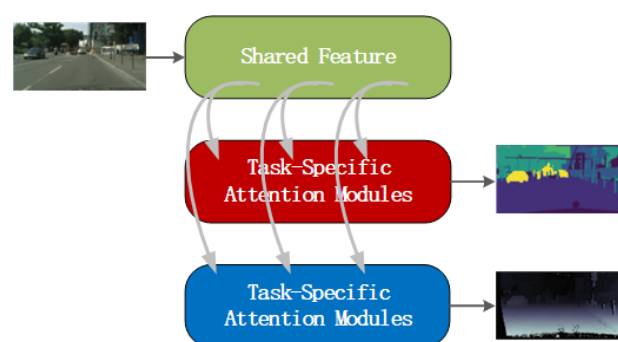 Shared Feature
Task-Specific
Attention Modules
Task-Specific
Attention Modules